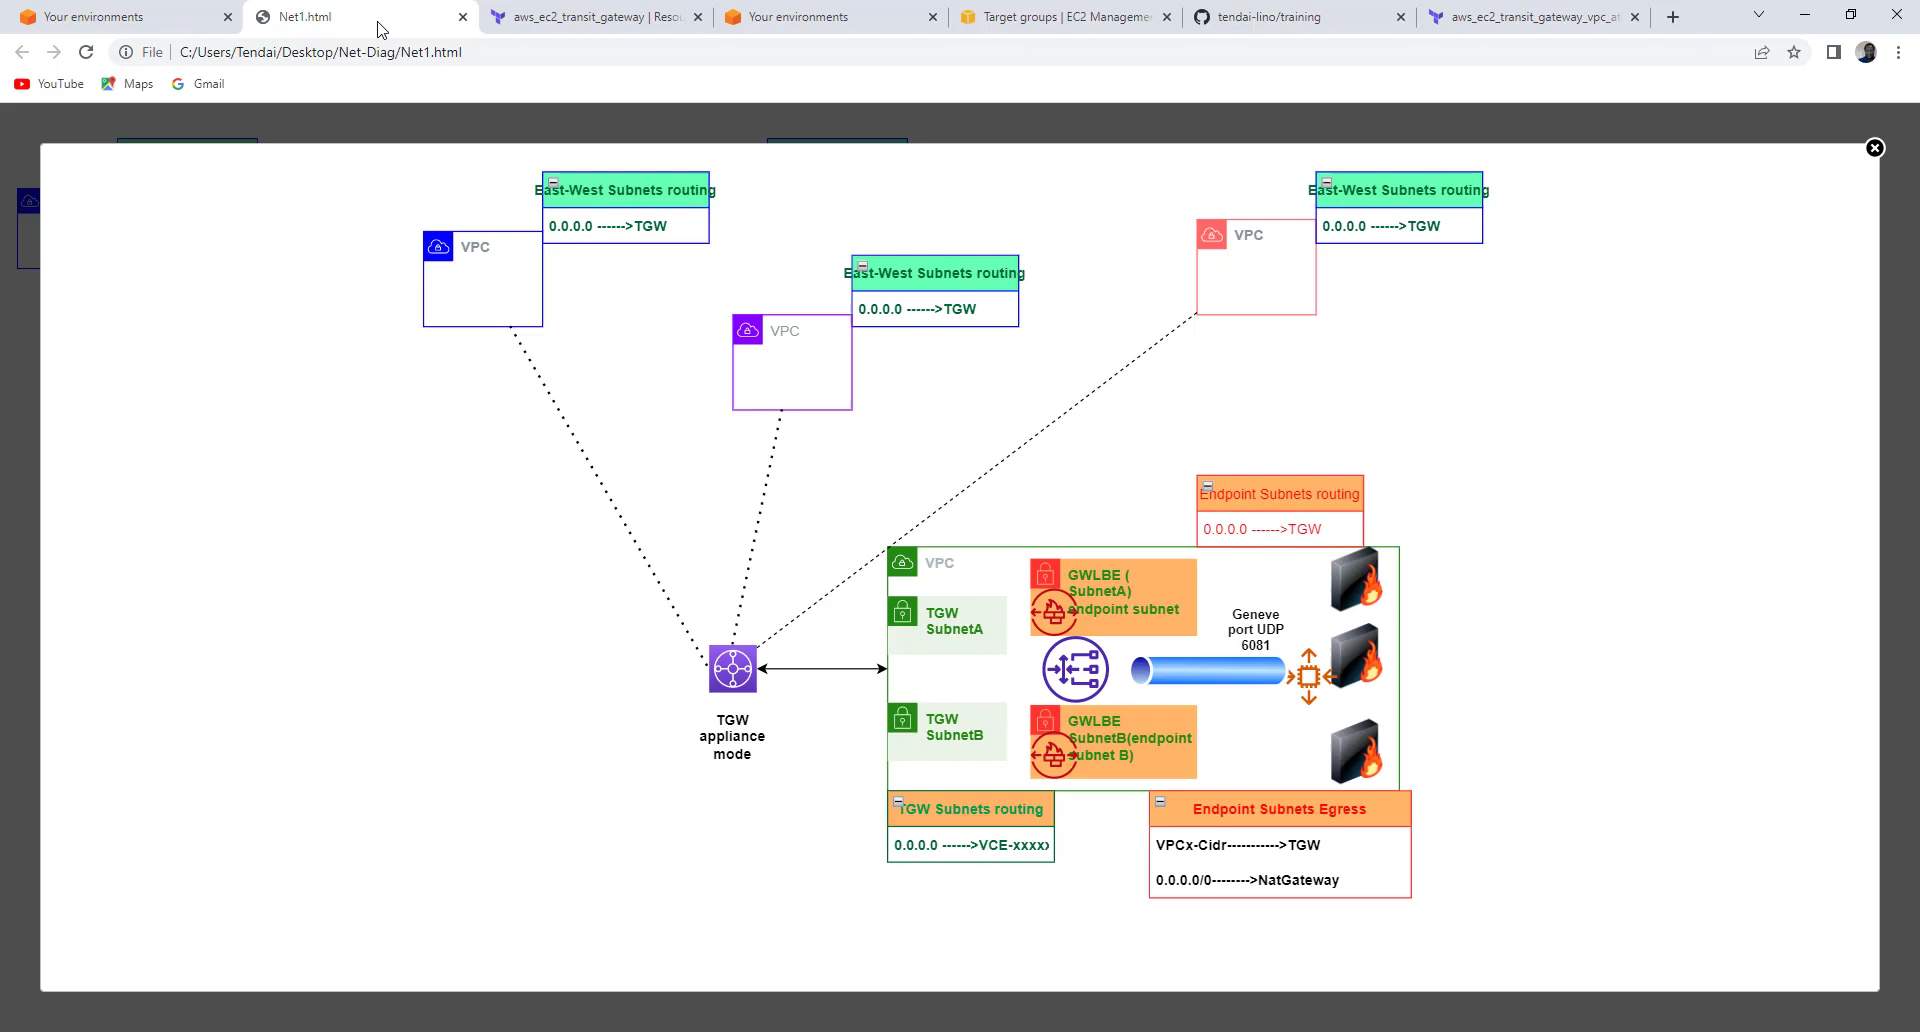 Your environments
Net1.html
aws_ec2_transit_gateway | Resou
Your environments
Target groups | EC2 Manageme
tendai-lino/training
aws_ec2_transit_gateway_vpc_at
File
C:/Users/Tendai/Desktop/Net-Diag/Net1.html
YouTube
Maps
Gmail
East-West Subnets routing
0.0.0.0 ------>TGW
VPC
East-West Subnets routing
0.0.0.0 ------>TGW
VPC
East-West Subnets routing
0.0.0.0 ------>TGW
VPC
Endpoint Subnets routing
0.0.0.0 ------>TGW
VPC
TGW
SubnetA
GWLBE (
SubnetA)
endpoint subnet
Geneve
port UDP
6081
TGW
appliance
mode
TGW
SubnetB
GWLBE
SubnetB(endpoint
subnet B)
TGW Subnets routing
0.0.0.0 ------>VCE-xxxxx
Endpoint Subnets Egress
VPCx-Cidr----------->TGW
0.0.0.0/0-------->NatGateway